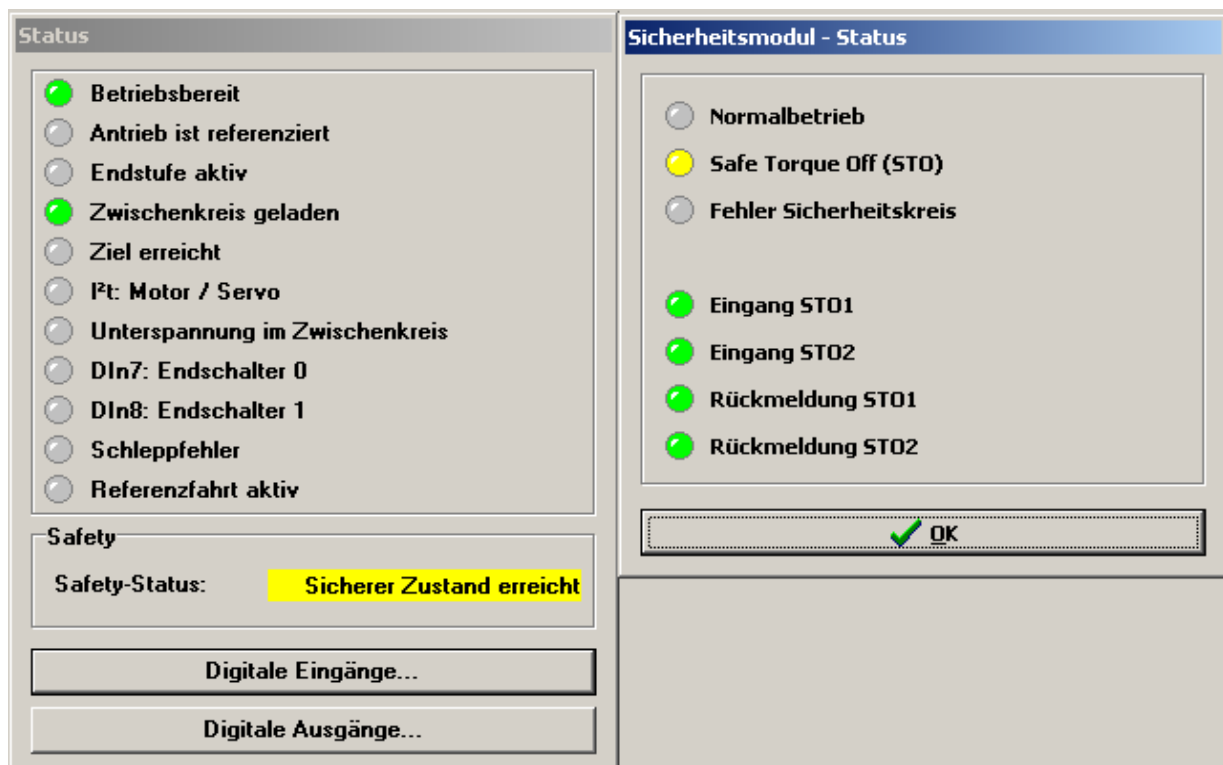 Status
Betriebsbereit
Antrieb ist referenziert
Endstufe aktiv
Zwischenkreis geladen
Ziel erreicht
I²t: Motor / Servo
Unterspannung im Zwischenkreis
DIn7: Endschalter 0
DIn8: Endschalter 1
Schleppfehler
Referenzfahrt aktiv
Safety
Safety-Status: Sicherer Zustand erreicht
Digitale Eingänge...
Digitale Ausgänge...
Sicherheitsmodul - Status
Normalbetrieb
Safe Torque Off (STO)
Fehler Sicherheitskreis
Eingang STO1
Eingang STO2
Rückmeldung STO1
Rückmeldung STO2
OK